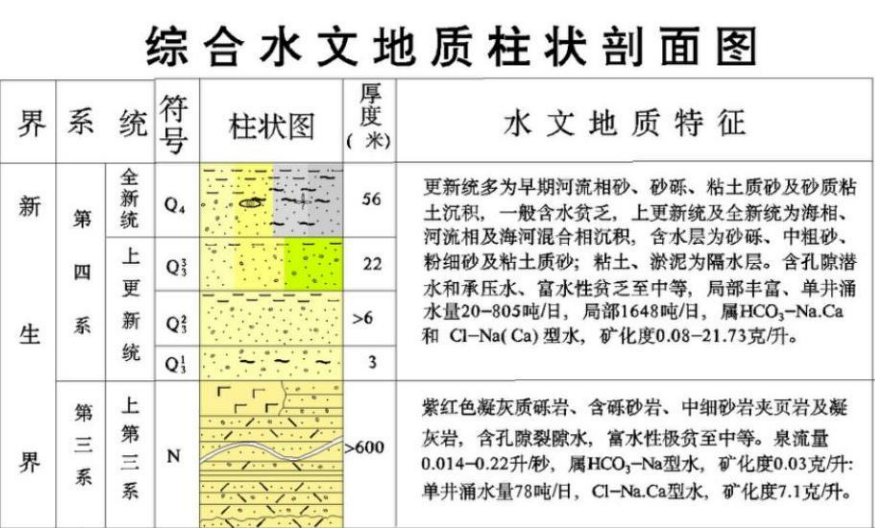 综合水文地质柱状剖面图
界 系 统 符号 柱状图 厚度(米) 水文地质特征
新生界
第四系
全新统 Q₄ 56
上更新统
Q₃³ 22
Q₃² >6
Q₃¹ 3
更新统多为早期河流相砂、砂砾、粘土质砂及砂质粘
土沉积，一般含水贫乏，上更新统及全新统为海相、
河流相及海河混合相沉积，含水层为砂砾、中粗砂、
粉细砂及粘土质砂；粘土、淤泥为隔水层。含孔隙潜
水和承压水、富水性贫乏至中等，局部丰富、单井涌
水量20-805吨/日，局部1648吨/日，属HCO₃-Na.Ca
和 Cl-Na(Ca)型水，矿化度0.08-21.73克/升。
界
第三系
上第三系
N >600
紫红色凝灰质砾岩、含砾砂岩、中细砂岩夹页岩及凝
灰岩，含孔隙裂隙水，富水性极贫至中等。泉流量
0.014-0.22升/秒，属HCO₃-Na型水，矿化度0.03克/升:
单井涌水量78吨/日，Cl-Na.Ca型水，矿化度7.1克/升。